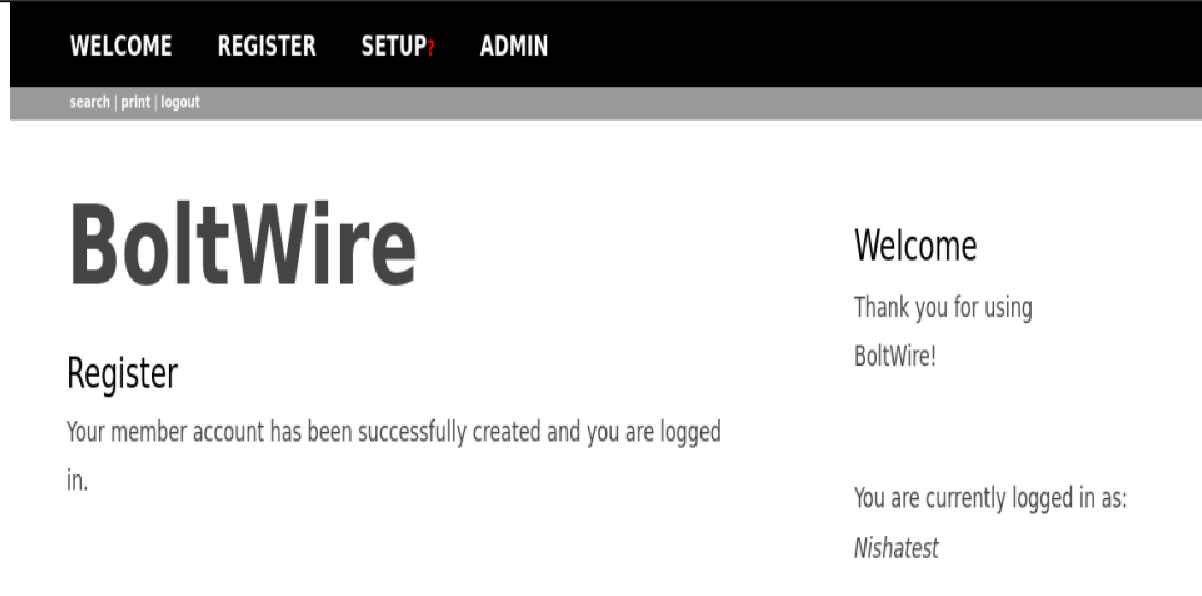 WELCOME REGISTER SETUP? ADMIN
search | print | logout
BoltWire
Register
Your member account has been successfully created and you are logged
in.
Welcome
Thank you for using
BoltWire!
You are currently logged in as:
Nishatest